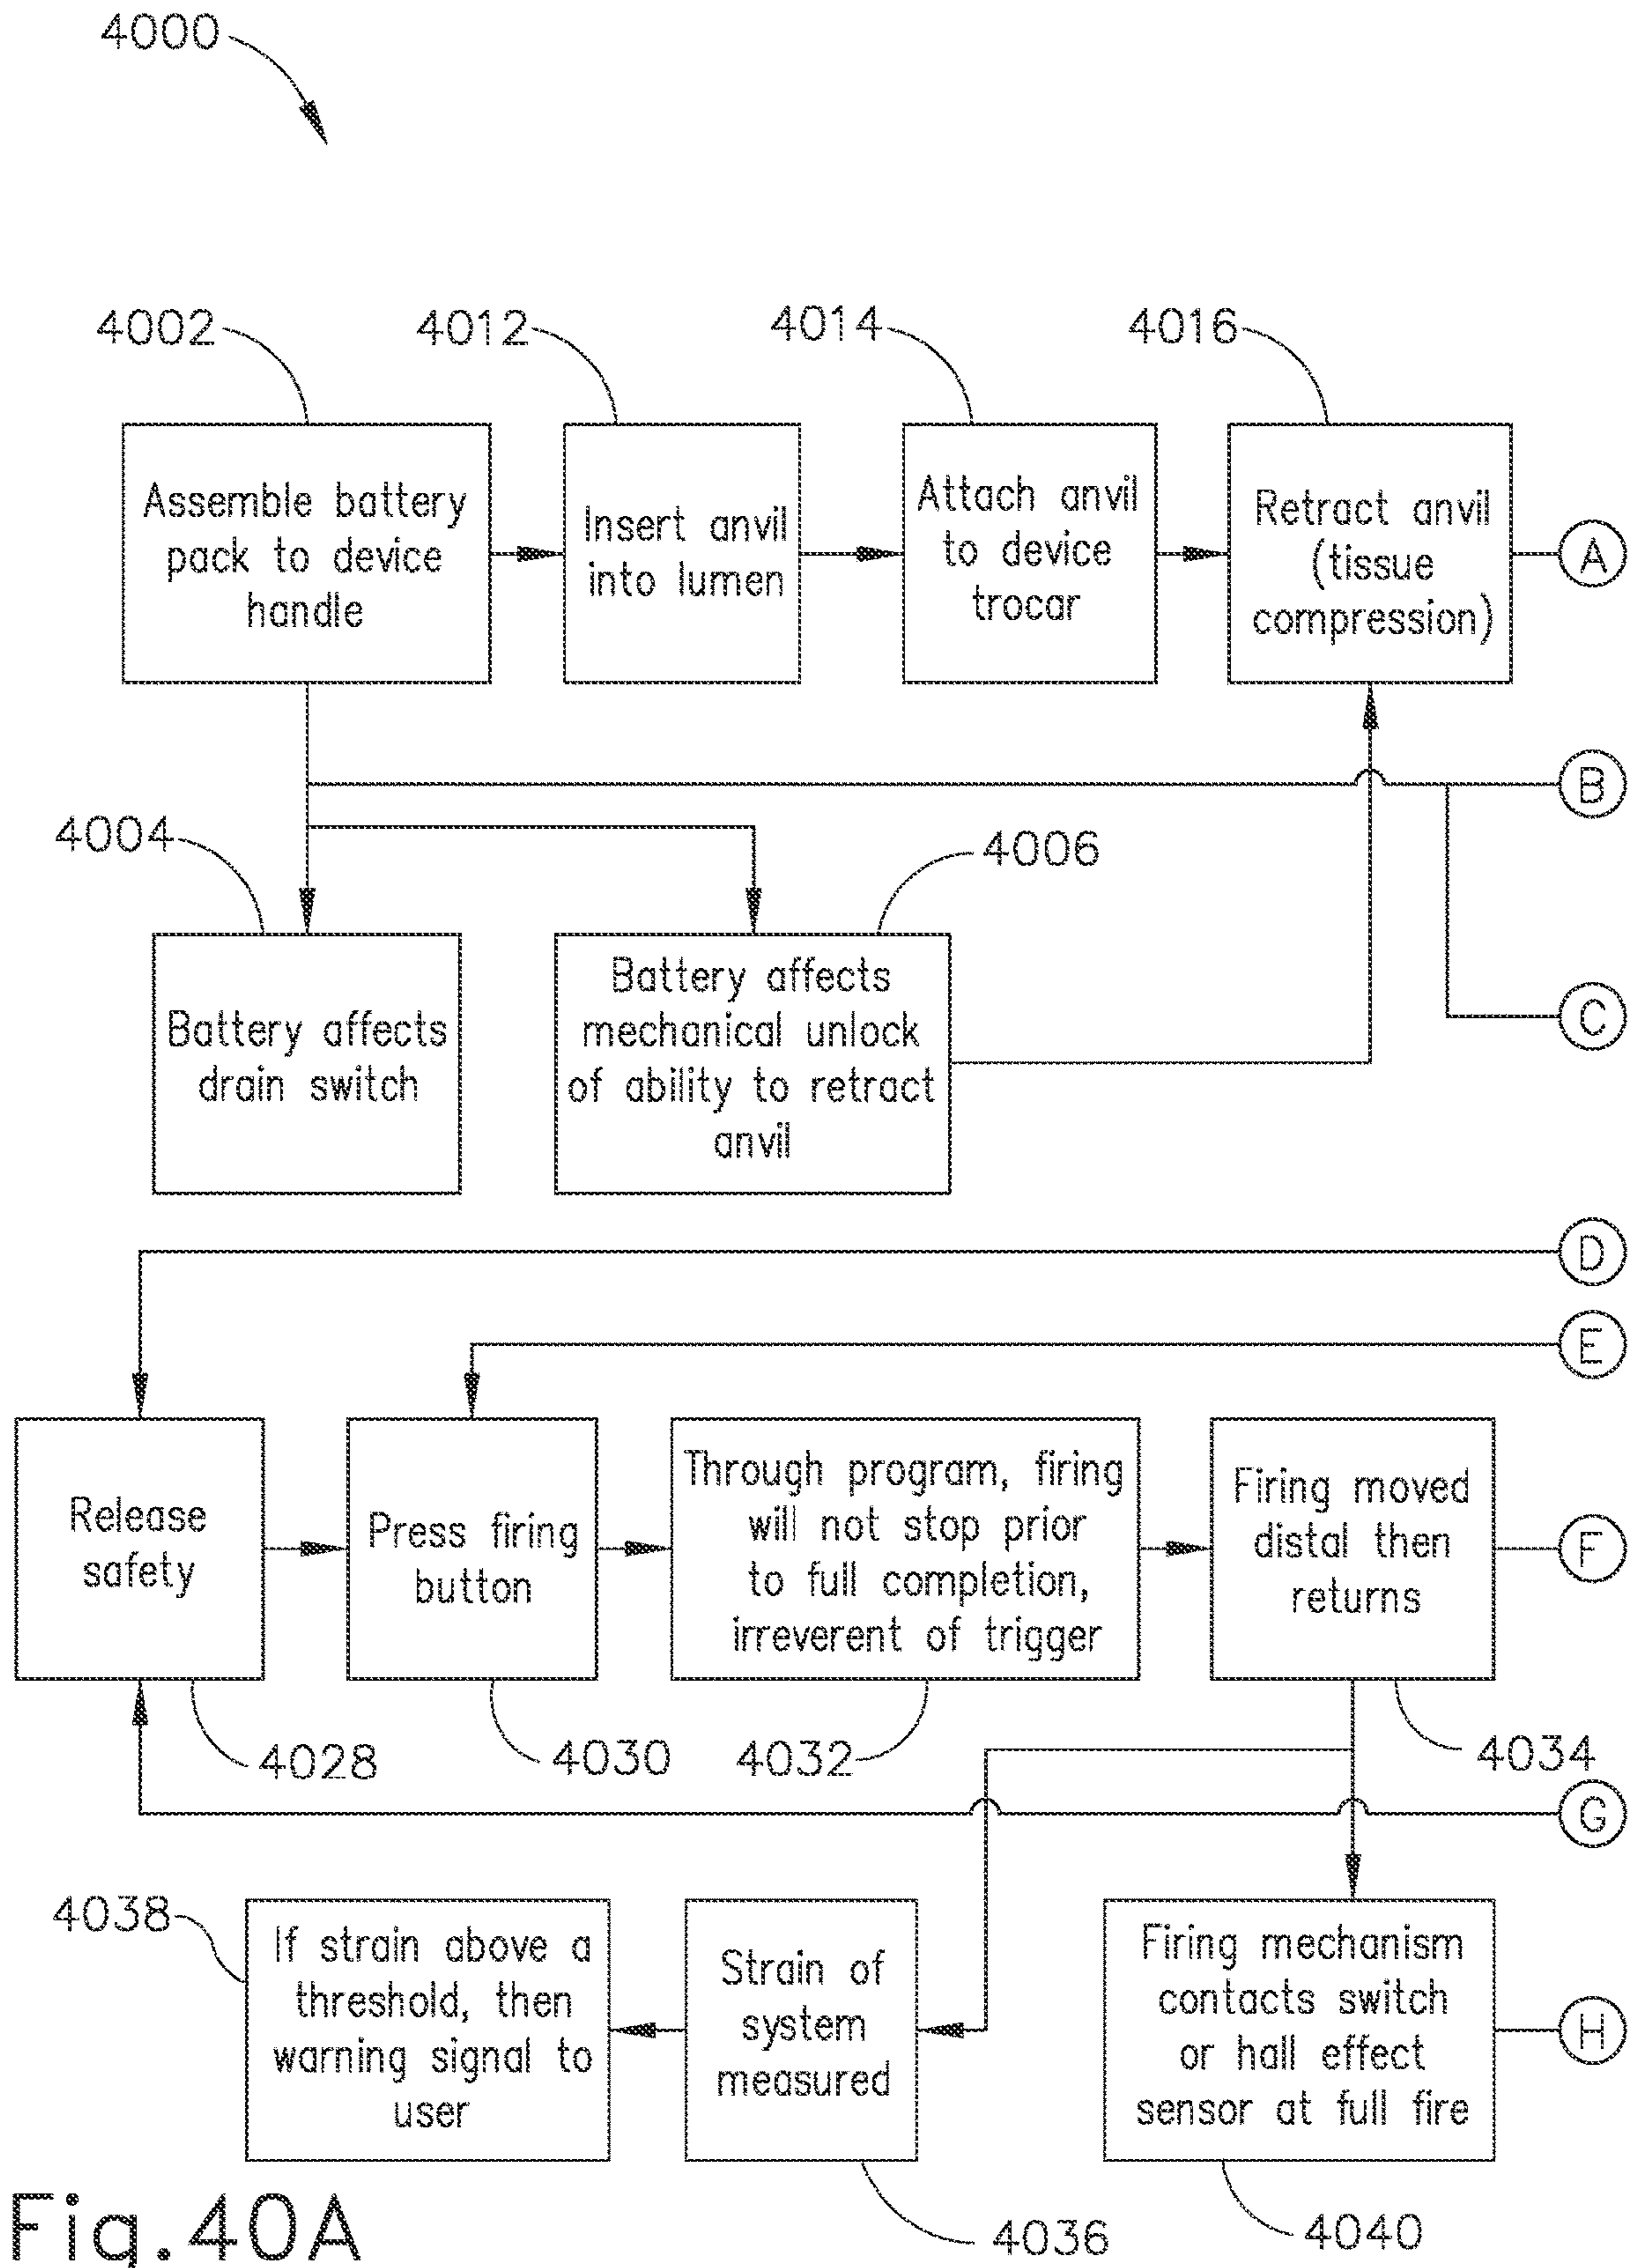 4000
4002
4012
4014
4016
Assemble battery
pack to device
handle
Insert anvil
into lumen
Attach anvil
to device
trocar
Retract anvil
(tissue
compression)
A
B
4004
4006
Battery affects
drain switch
Battery affects
mechanical unlock
of ability to retract
anvil
C
D
E
Release
safety
Press firing
button
Through program, firing
will not stop prior
to full completion,
irreverent of trigger
Firing moved
distal then
returns
F
4028
4030
4032
4034
G
4038
If strain above a
threshold, then
warning signal to
user
Strain of
system
measured
Firing mechanism
contacts switch
or hall effect
sensor at full fire
H
4036
4040
Fig.40A